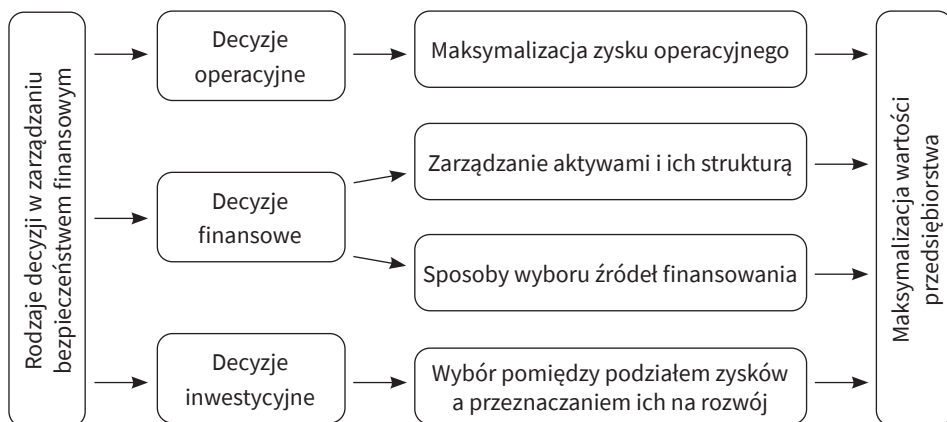 Rodzaje decyzji w zarządzaniu
bezpieczeństwem finansowym
Decyzje
operacyjne
Maksymalizacja zysku operacyjnego
Decyzje
finansowe
Zarządzanie aktywami i ich strukturą
Sposoby wyboru źródeł finansowania
Decyzje
inwestycyjne
Wybór pomiędzy podziałem zysków
a przeznaczaniem ich na rozwój
Maksymalizacja wartości
przedsiębiorstwa